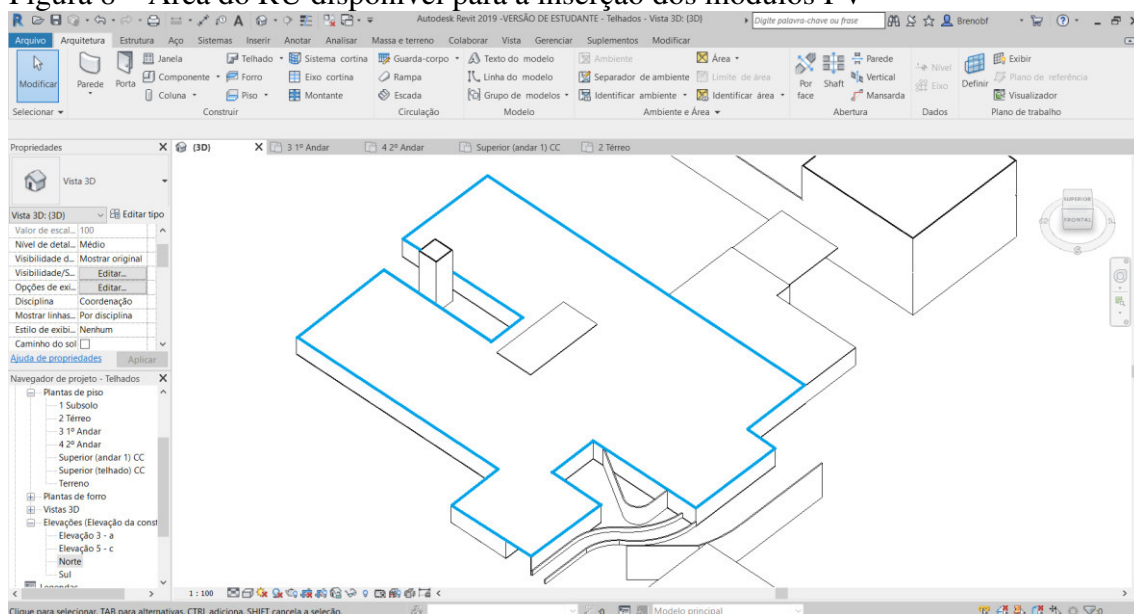 Figura 8 – Área do RU disponível para a inserção dos módulos PV
Autodesk Revit 2019 -VERSÃO DE ESTUDANTE - Telhados - Vista 3D: {3D}
Digite palavra-chave ou frase
Brenobf
Arquivo Arquitetura Estrutura Aço Sistemas Inserir Anotar Analisar Massa e terreno Colaborar Vista Gerenciar Suplementos Modificar
Janela Telhado Sistema cortina Guarda-corpo Texto do modelo Ambiente Área Parede Nível Exibir
Modificar Parede Porta Componente Forro Eixo cortina Rampa Linha do modelo Separador de ambiente Limite de área Por face Shaft Vertical Eixo Definir Plano de referência
Coluna Piso Montante Escada Grupo de modelos Identificar ambiente Identificar área Mansarda Visualizador
Selecionar Construir Circulação Modelo Ambiente e Área Abertura Dados Plano de trabalho
Propriedades X {3D} X 3 1º Andar 4 2º Andar Superior (andar 1) CC 2 Térreo
Vista 3D
Vista 3D: {3D} Editar tipo
Valor de escal... 100
Nível de detal... Médio
Visibilidade d... Mostrar original
Visibilidade/S... Editar...
Opções de exi... Editar...
Disciplina Coordenação
Mostrar linhas... Por disciplina
Estilo de exibi... Nenhum
Caminho do sol
Ajuda de propriedades Aplicar
Navegador de projeto - Telhados X
Plantas de piso
1 Subsolo
2 Térreo
3 1º Andar
4 2º Andar
Superior (andar 1) CC
Superior (telhado) CC
Terreno
Plantas de forro
Vistas 3D
Elevações (Elevação da const
Elevação 3 - a
Elevação 5 - c
Norte
Sul
Legendas
SUPERIOR
FRONTAL
1 : 100
Clique para selecionar, TAB para alternativas, CTRL adiciona, SHIFT cancela a seleção.
:0
Modelo principal
:0